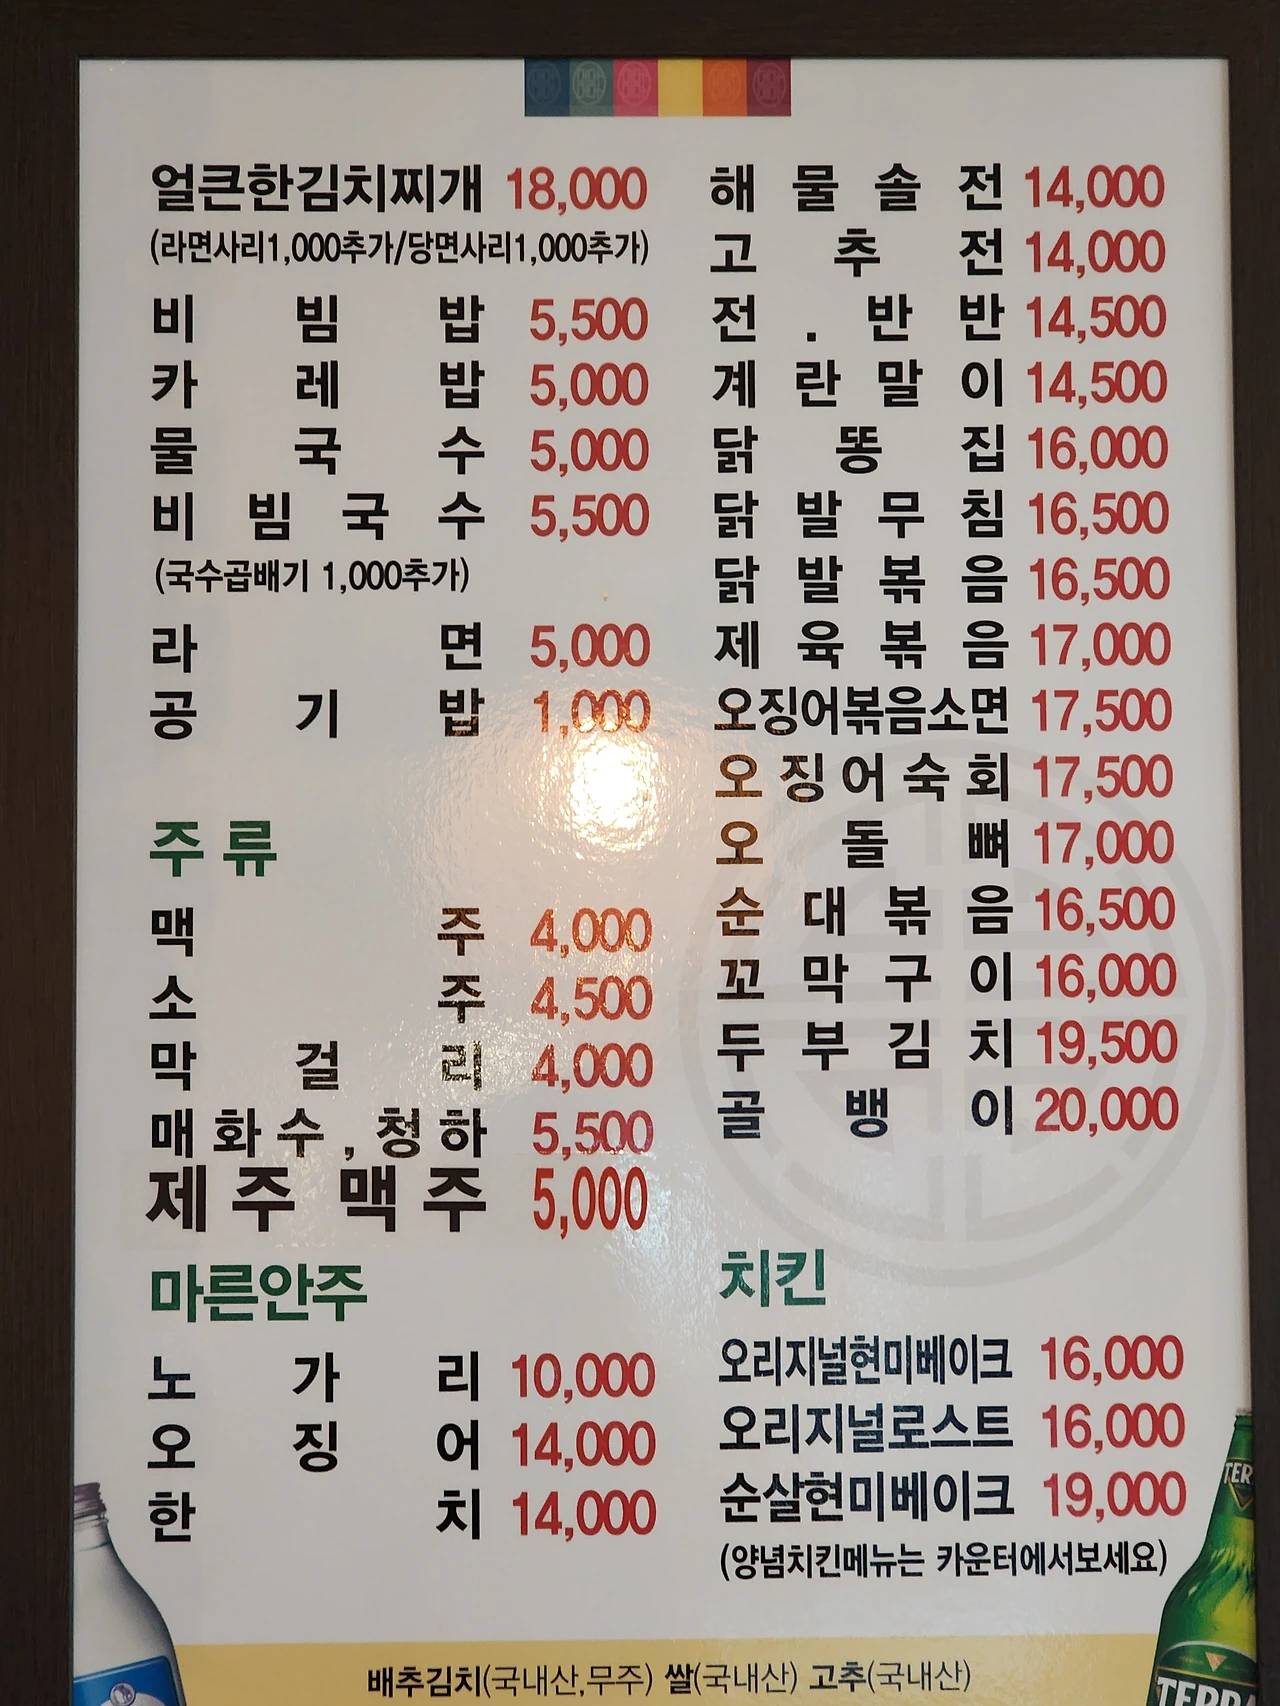 얼큰한김치찌개 18,000
(라면사리1,000추가/당면사리1,000추가)
비빔밥 5,500
카레밥 5,000
물국수 5,000
비빔국수 5,500
(국수곱배기 1,000추가)
라면 5,000
공기밥 1,000
주류
맥주 4,000
소주 4,500
막걸리 4,000
매화수,청하 5,500
제주맥주 5,000
마른안주
노가리 10,000
오징어 14,000
한치 14,000
해물솔전 14,000
고추전 14,000
전.반반 14,500
계란말이 14,500
닭똥집 16,000
닭발무침 16,500
닭발볶음 16,500
제육볶음 17,000
오징어볶음소면 17,500
오징어숙회 17,500
오돌뼈 17,000
순대볶음 16,500
꼬막구이 16,000
두부김치 19,500
골뱅이 20,000
치킨
오리지널현미베이크 16,000
오리지널로스트 16,000
순살현미베이크 19,000
(양념치킨메뉴는 카운터에서보세요)
TERRA
배추김치(국내산,무주) 쌀(국내산) 고추(국내산)